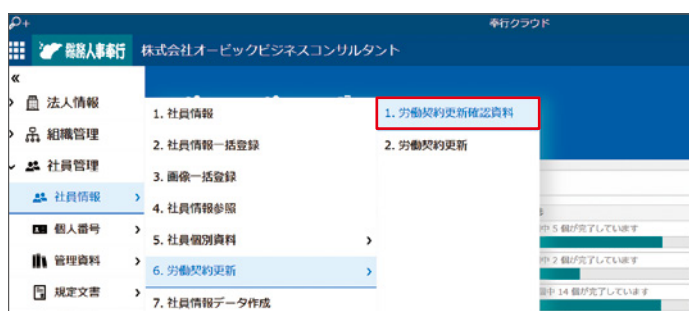 奉行クラウド
総務人事奉行 株式会社オービックビジネスコンサルタント
«
法人情報
組織管理
社員管理
社員情報
個人番号
管理資料
規定文書
1. 社員情報
2. 社員情報一括登録
3. 画像一括登録
4. 社員情報参照
5. 社員個別資料
6. 労働契約更新
7. 社員情報データ作成
1. 労働契約更新確認資料
2. 労働契約更新
中 5 個が完了しています
中 2 個が完了しています
中 14 個が完了しています